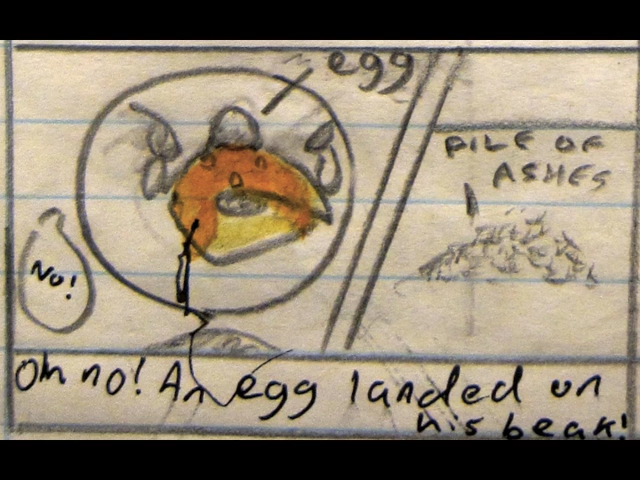 egg
PILE OF
ASHES
No!
Oh no! An egg landed on
his beak!